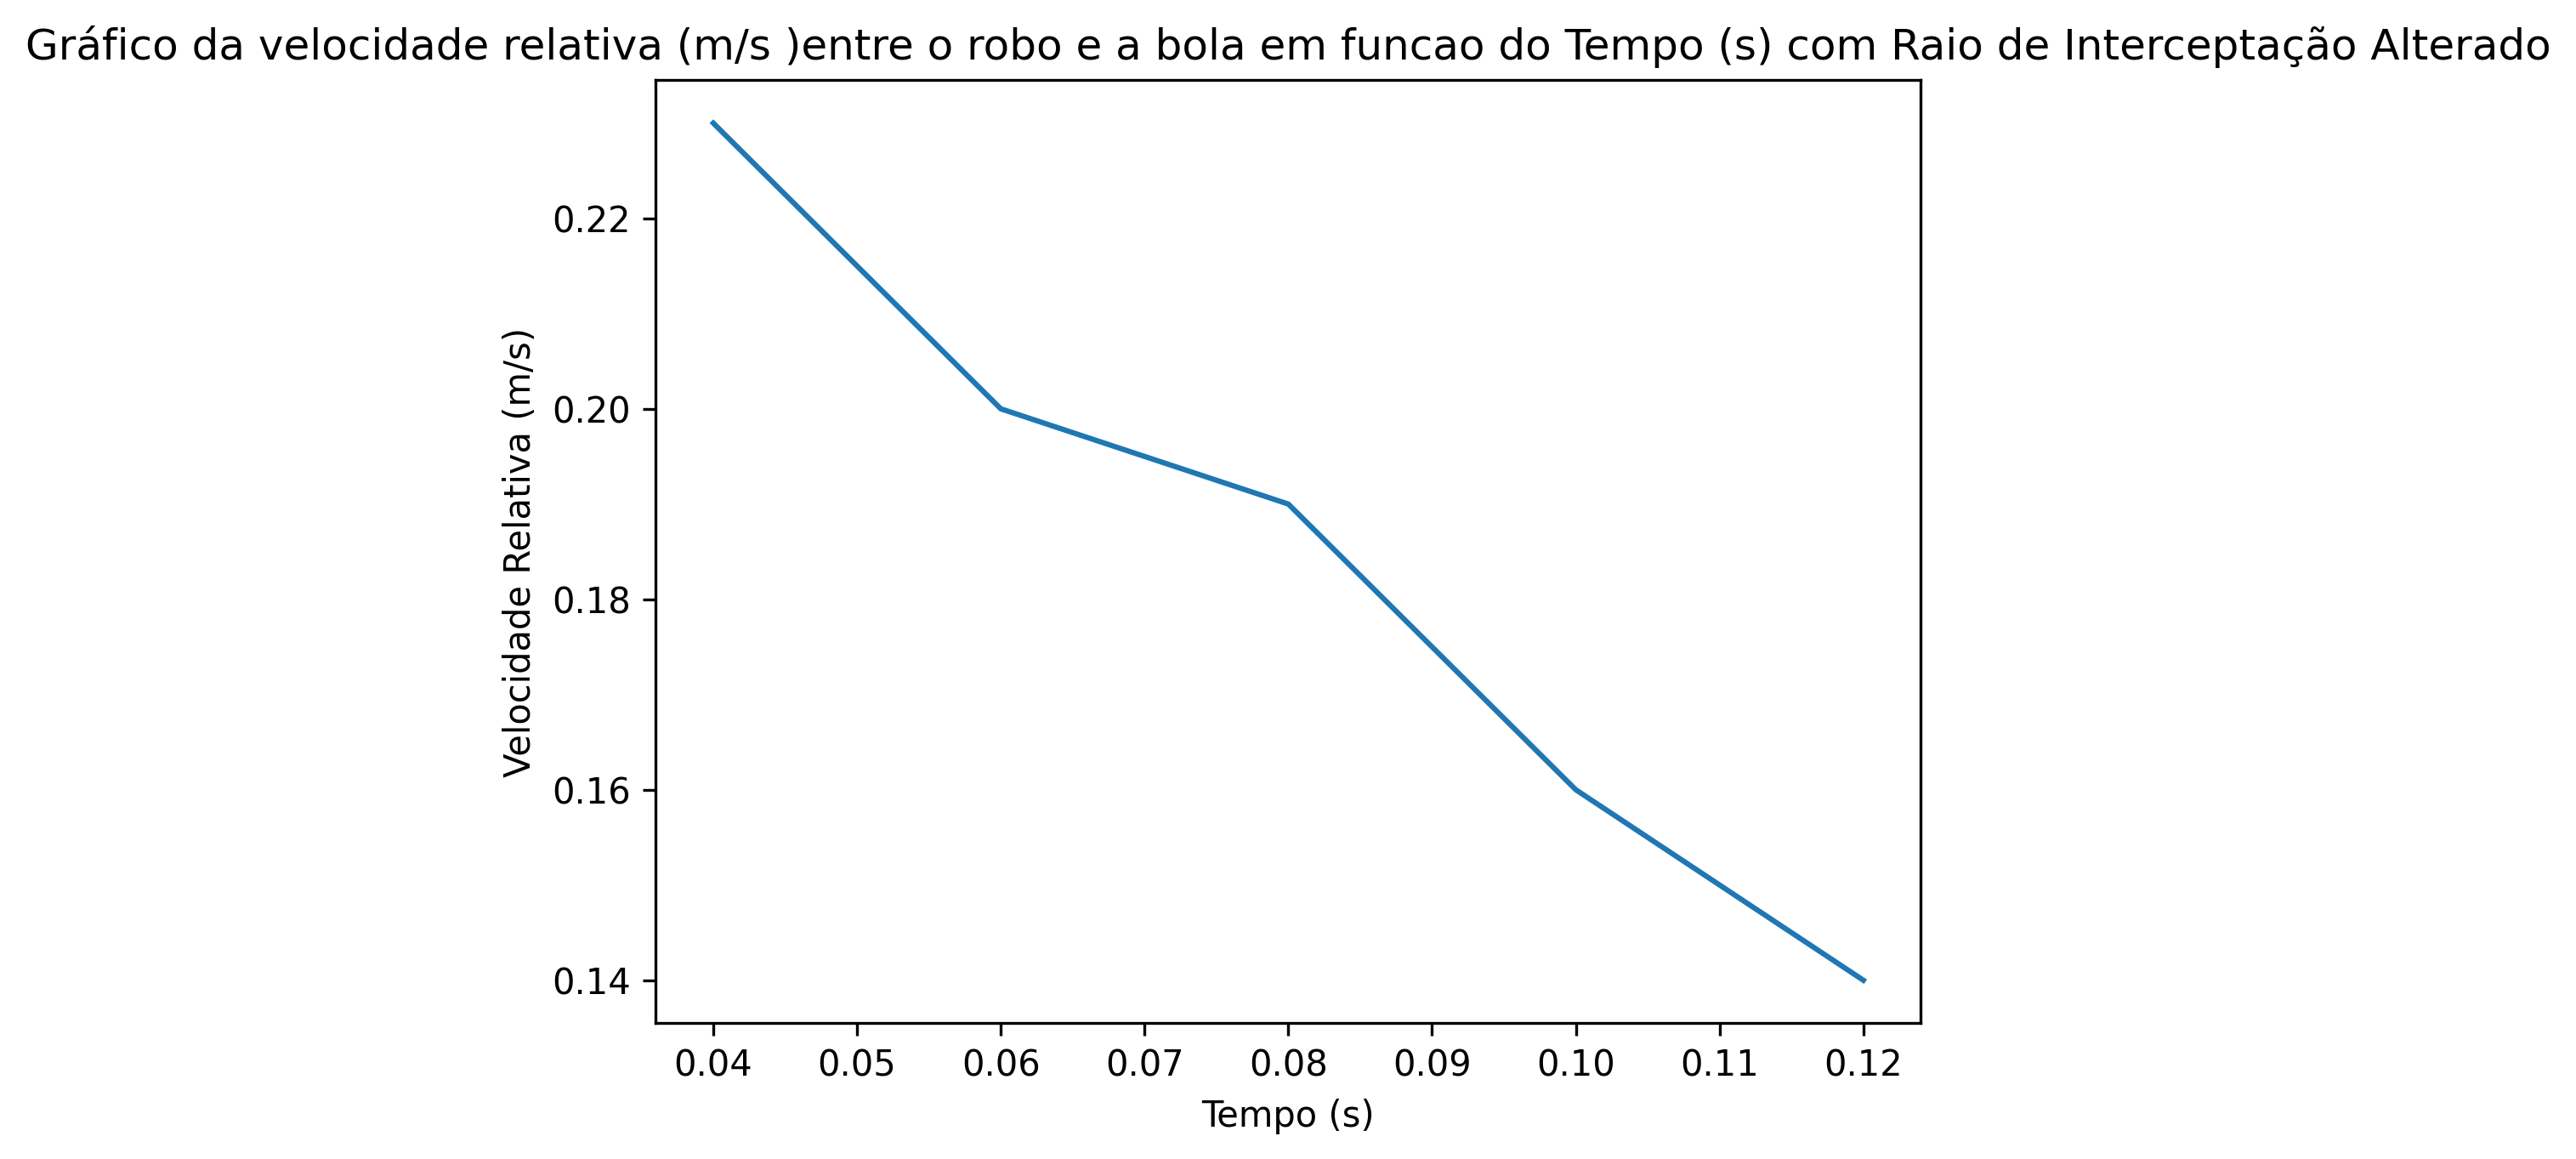 Gráfico da velocidade relativa (m/s )entre o robo e a bola em funcao do Tempo (s) com Raio de Interceptação Alterado
Velocidade Relativa (m/s)
0.22
0.20
0.18
0.16
0.14
0.04 0.05 0.06 0.07 0.08 0.09 0.10 0.11 0.12
Tempo (s)